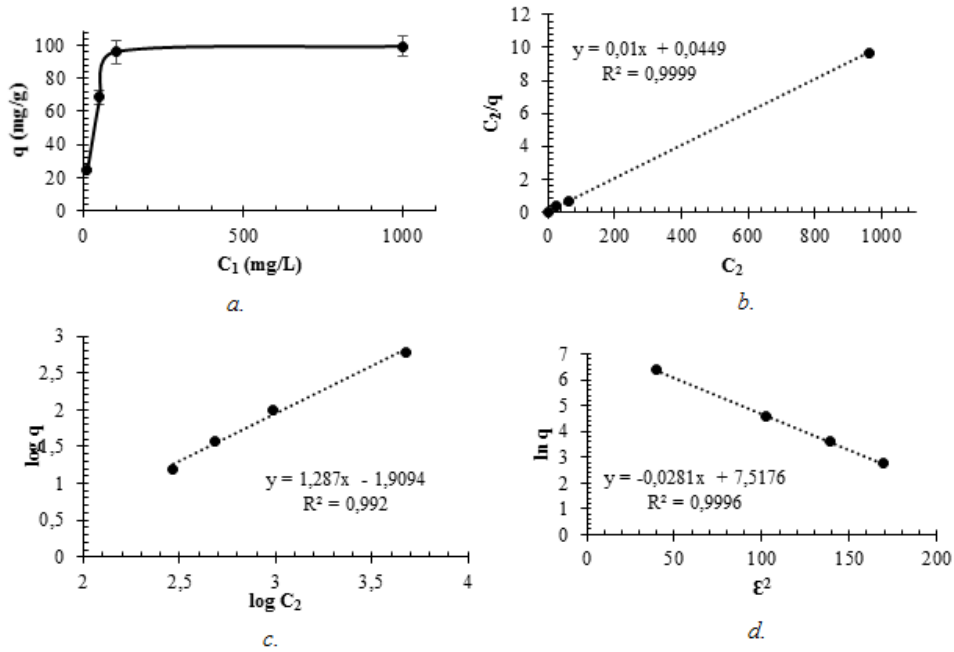 q (mg/g)
100
80
60
40
20
0
0 500 1000
C₁ (mg/L)
a.
C₂/q
12
10
8
6
4
2
0
y = 0,01x + 0,0449
R² = 0,9999
0 200 400 600 800 1000
C₂
b.
log q
3
2,5
2
1,5
1
0,5
0
y = 1,287x - 1,9094
R² = 0,992
2 2,5 3 3,5 4
log C₂
c.
ln q
7
6
5
4
3
2
1
0
y = -0,0281x + 7,5176
R² = 0,9996
0 50 100 150 200
Ɛ²
d.